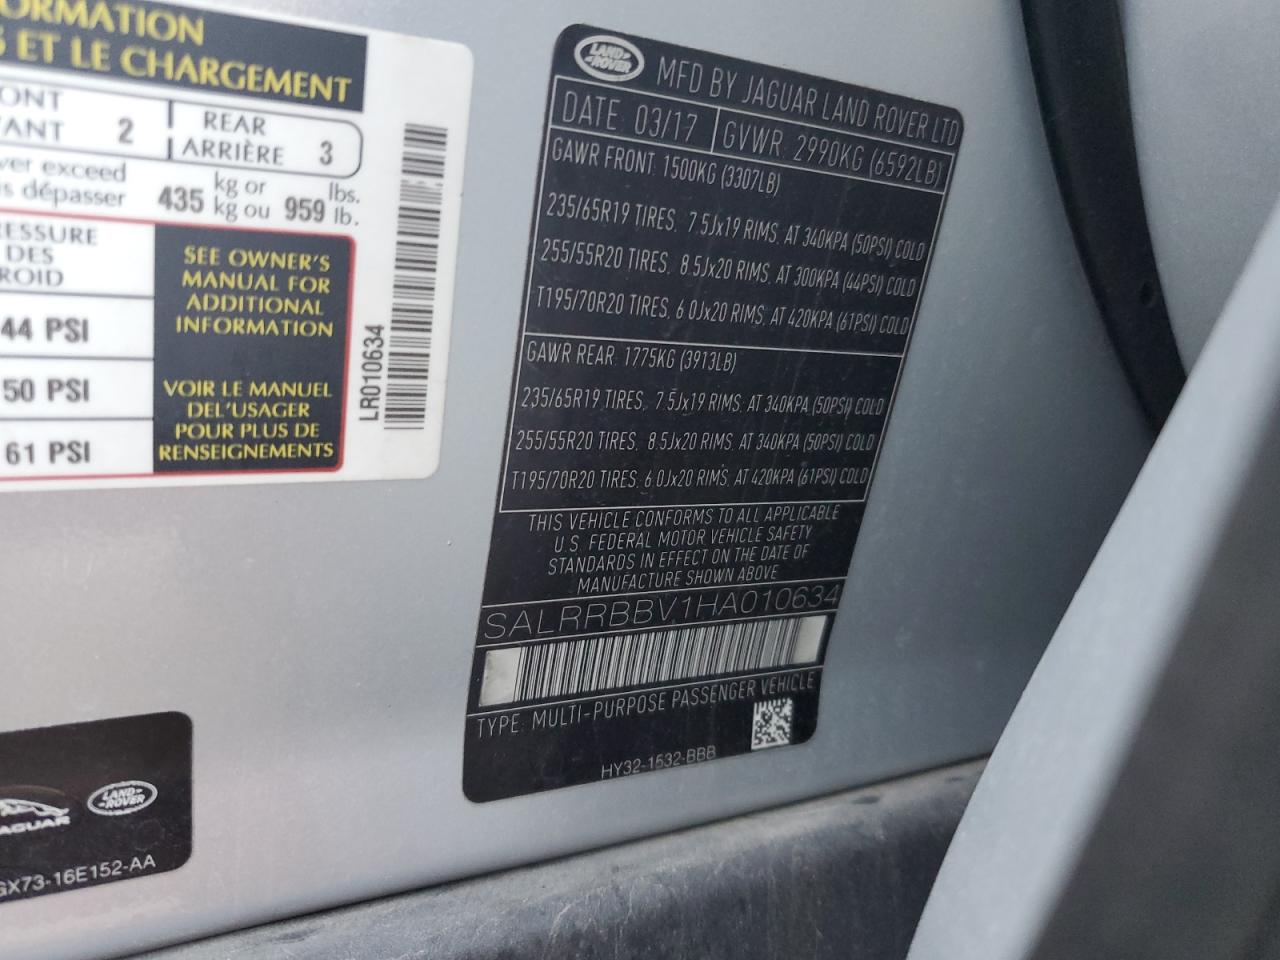 ORMATION
S ET LE CHARGEMENT
ONT
VANT 2
REAR
ARRIÈRE 3
ver exceed
is dépasser
435 kg or
kg ou 959 lbs.
lb.
ESSURE
DES
ROID
44 PSI
50 PSI
61 PSI
SEE OWNER'S
MANUAL FOR
ADDITIONAL
INFORMATION
VOIR LE MANUEL
DEL'USAGER
POUR PLUS DE
RENSEIGNEMENTS
LR010634
LAND
ROVER
MFD BY JAGUAR LAND ROVER LTD
DATE: 03/17 GVWR: 2990KG (6592LB)
GAWR FRONT: 1500KG (3307LB)
235/65R19 TIRES, 7.5Jx19 RIMS, AT 340KPA (50PSI) COLD
255/55R20 TIRES, 8.5Jx20 RIMS, AT 300KPA (44PSI) COLD
T195/70R20 TIRES, 6.0Jx20 RIMS, AT 420KPA (61PSI) COLD
GAWR REAR: 1775KG (3913LB)
235/65R19 TIRES, 7.5Jx19 RIMS, AT 340KPA (50PSI) COLD
255/55R20 TIRES, 8.5Jx20 RIMS, AT 340KPA (50PSI) COLD
T195/70R20 TIRES, 6.0Jx20 RIMS, AT 420KPA (61PSI) COLD
THIS VEHICLE CONFORMS TO ALL APPLICABLE
U.S. FEDERAL MOTOR VEHICLE SAFETY
STANDARDS IN EFFECT ON THE DATE OF
MANUFACTURE SHOWN ABOVE
SALRRBBV1HA010634
TYPE: MULTI-PURPOSE PASSENGER VEHICLE
HY32-1532-BBB
JAGUAR
LAND
ROVER
GX73-16E152-AA